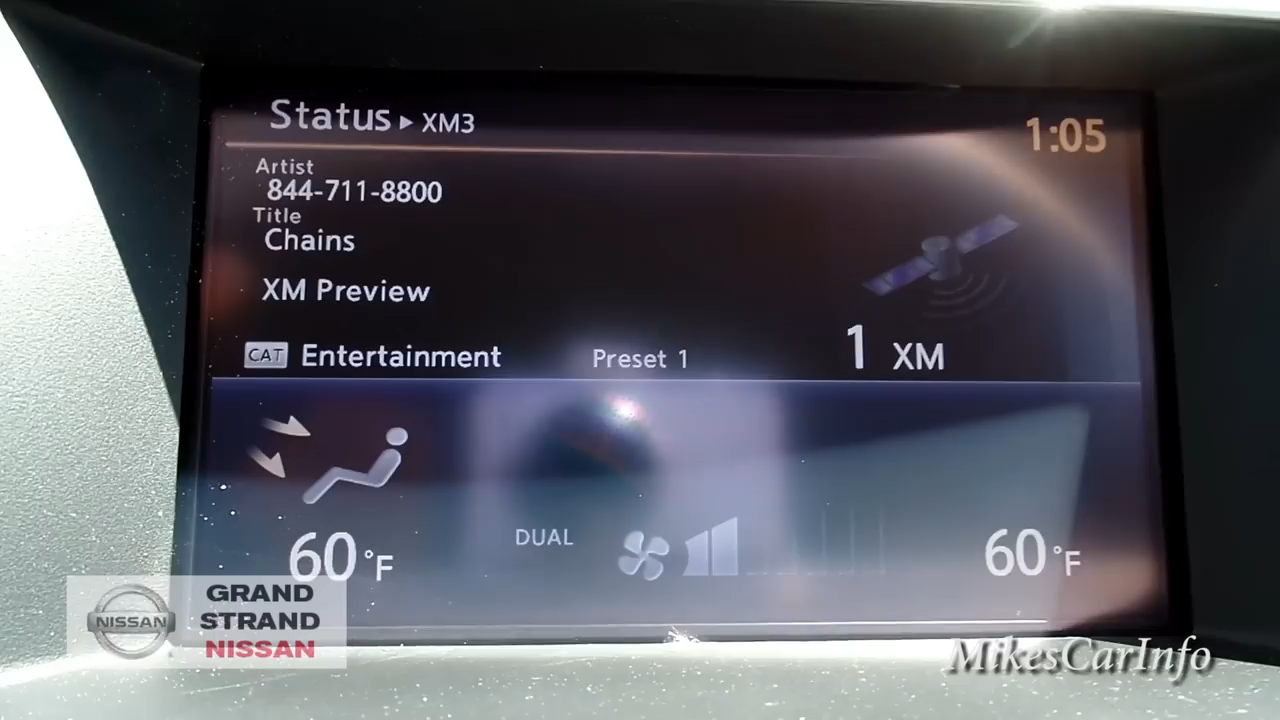 Status ▸ XM3
1:05
Artist
844-711-8800
Title
Chains
XM Preview
CAT Entertainment
Preset 1
1 XM
60°F
DUAL
60°F
NISSAN
GRAND
STRAND
NISSAN
MikesCarInfo